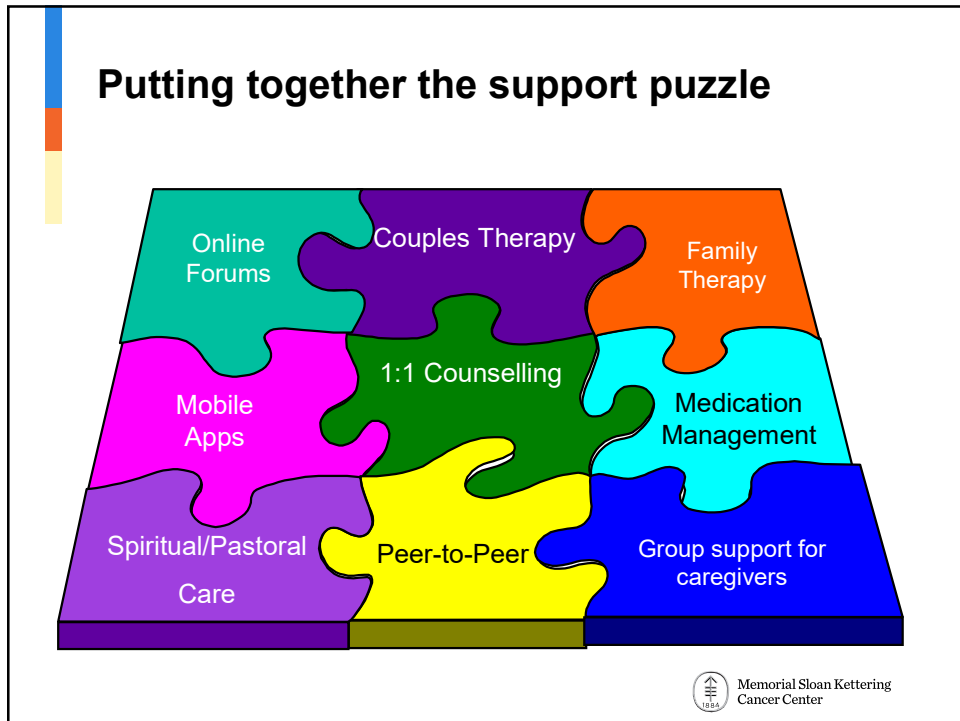 Putting together the support puzzle
Online
Forums
Couples Therapy
Family
Therapy
Mobile
Apps
1:1 Counselling
Medication
Management
Spiritual/Pastoral
Care
Peer-to-Peer
Group support for
caregivers
1884
Memorial Sloan Kettering
Cancer Center